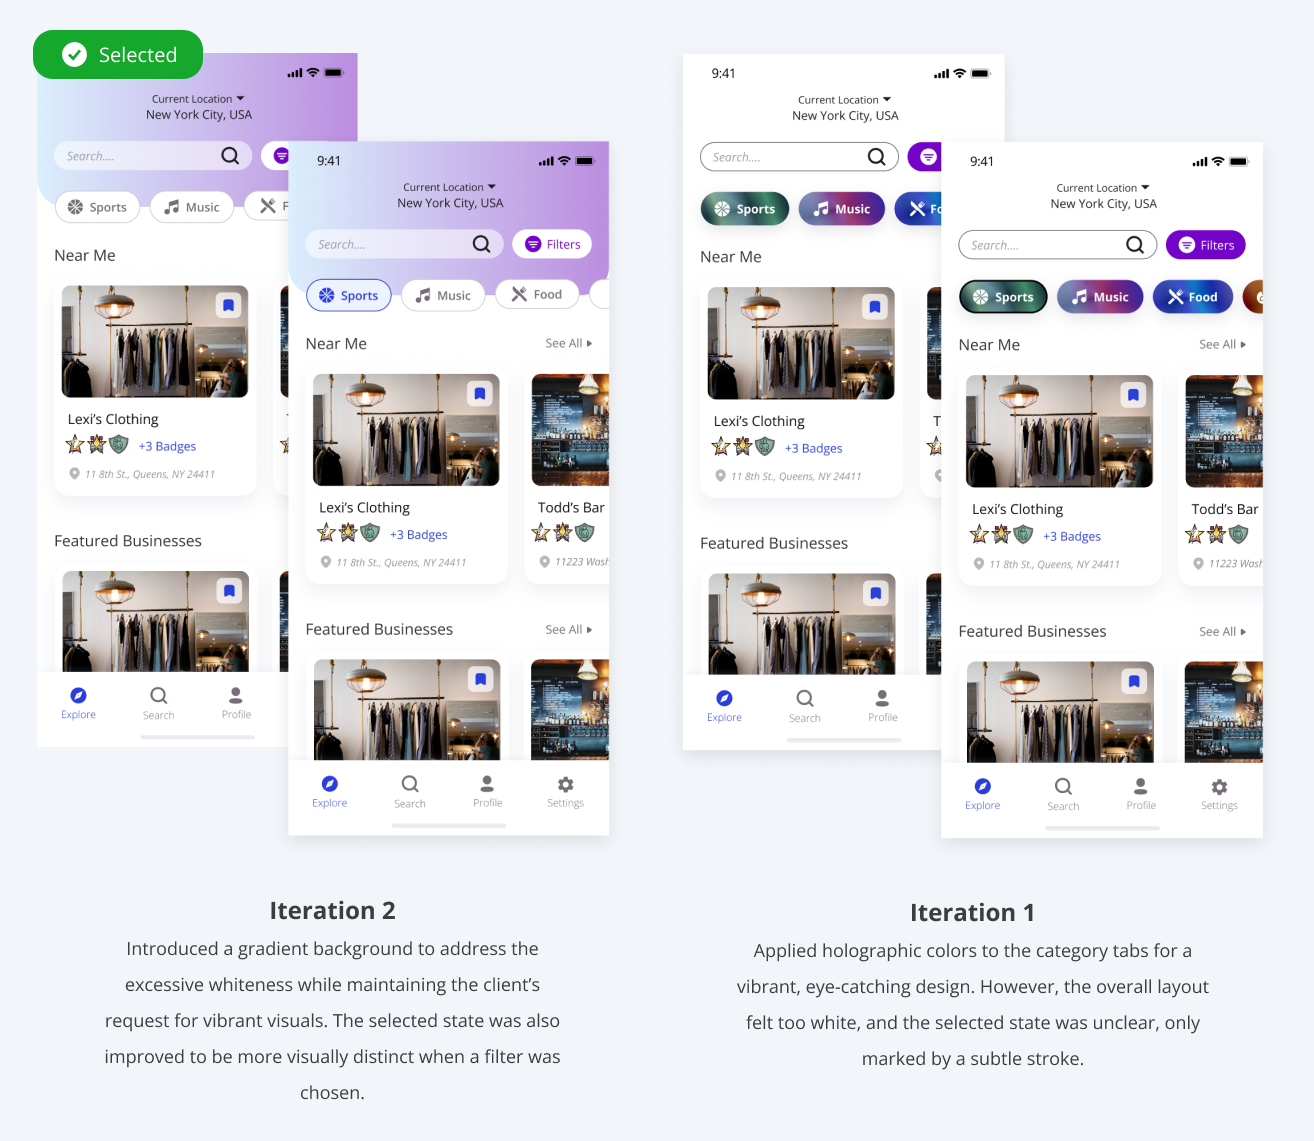 Selected
Current Location
New York City, USA
Search....
Sports
Music
F
Near Me
Lexi's Clothing
+3 Badges
11 8th St., Queens, NY 24411
Featured Businesses
Explore
Search
Profile
9:41
Current Location
New York City, USA
Search....
Filters
Sports
Music
Food
Near Me
See All
Lexi's Clothing
+3 Badges
11 8th St., Queens, NY 24411
Todd's Bar
11223 Wash
Featured Businesses
See All
Explore
Search
Profile
Settings
Iteration 2
Introduced a gradient background to address the
excessive whiteness while maintaining the client's
request for vibrant visuals. The selected state was also
improved to be more visually distinct when a filter was
chosen.
9:41
Current Location
New York City, USA
Search....
Sports
Music
Fo
Near Me
Lexi's Clothing
+3 Badges
11 8th St., Queens, NY 24411
T
Featured Businesses
Explore
Search
Profile
9:41
Current Location
New York City, USA
Search....
Filters
Sports
Music
Food
Near Me
See All
Lexi's Clothing
+3 Badges
11 8th St., Queens, NY 24411
Todd's Bar
11223 Wash
Featured Businesses
See All
Explore
Search
Profile
Settings
Iteration 1
Applied holographic colors to the category tabs for a
vibrant, eye-catching design. However, the overall layout
felt too white, and the selected state was unclear, only
marked by a subtle stroke.